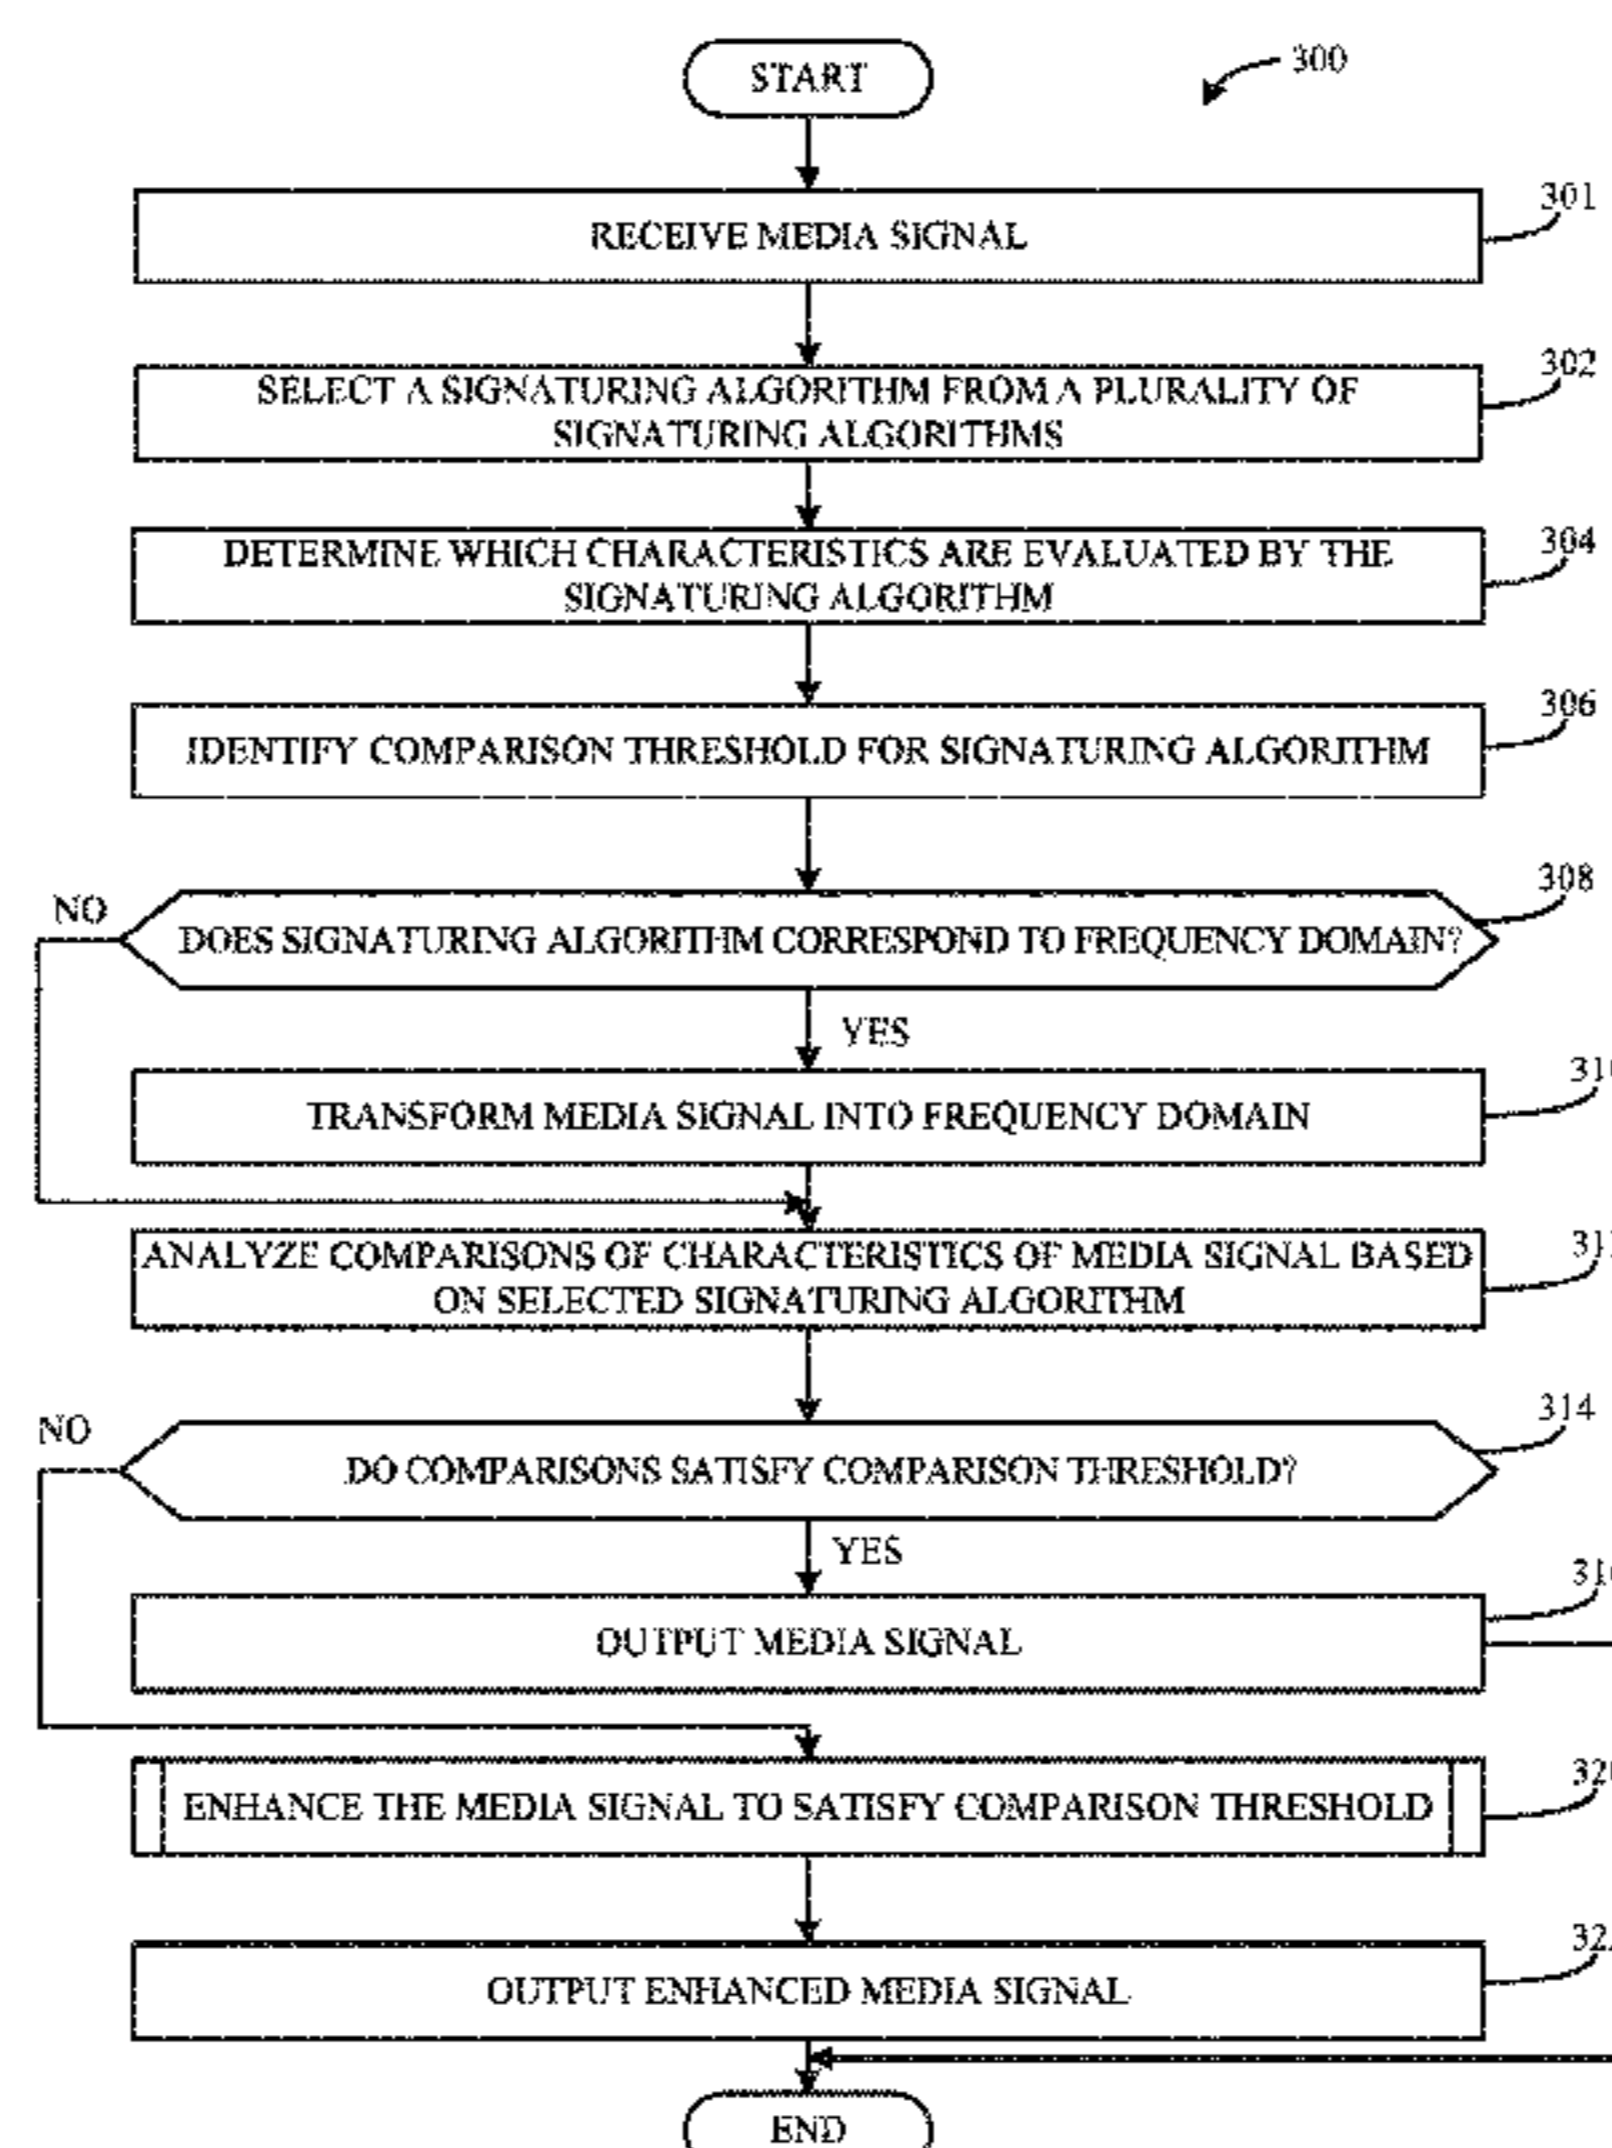 START
300
RECEIVE MEDIA SIGNAL
301
SELECT A SIGNATURING ALGORITHM FROM A PLURALITY OF
SIGNATURING ALGORITHMS
302
DETERMINE WHICH CHARACTERISTICS ARE EVALUATED BY THE
SIGNATURING ALGORITHM
304
IDENTIFY COMPARISON THRESHOLD FOR SIGNATURING ALGORITHM
306
NO
DOES SIGNATURING ALGORITHM CORRESPOND TO FREQUENCY DOMAIN?
308
YES
TRANSFORM MEDIA SIGNAL INTO FREQUENCY DOMAIN
ANALYZE COMPARISONS OF CHARACTERISTICS OF MEDIA SIGNAL BASED
ON SELECTED SIGNATURING ALGORITHM
NO
DO COMPARISONS SATISFY COMPARISON THRESHOLD?
314
YES
OUTPUT MEDIA SIGNAL
ENHANCE THE MEDIA SIGNAL TO SATISFY COMPARISON THRESHOLD
OUTPUT ENHANCED MEDIA SIGNAL
END